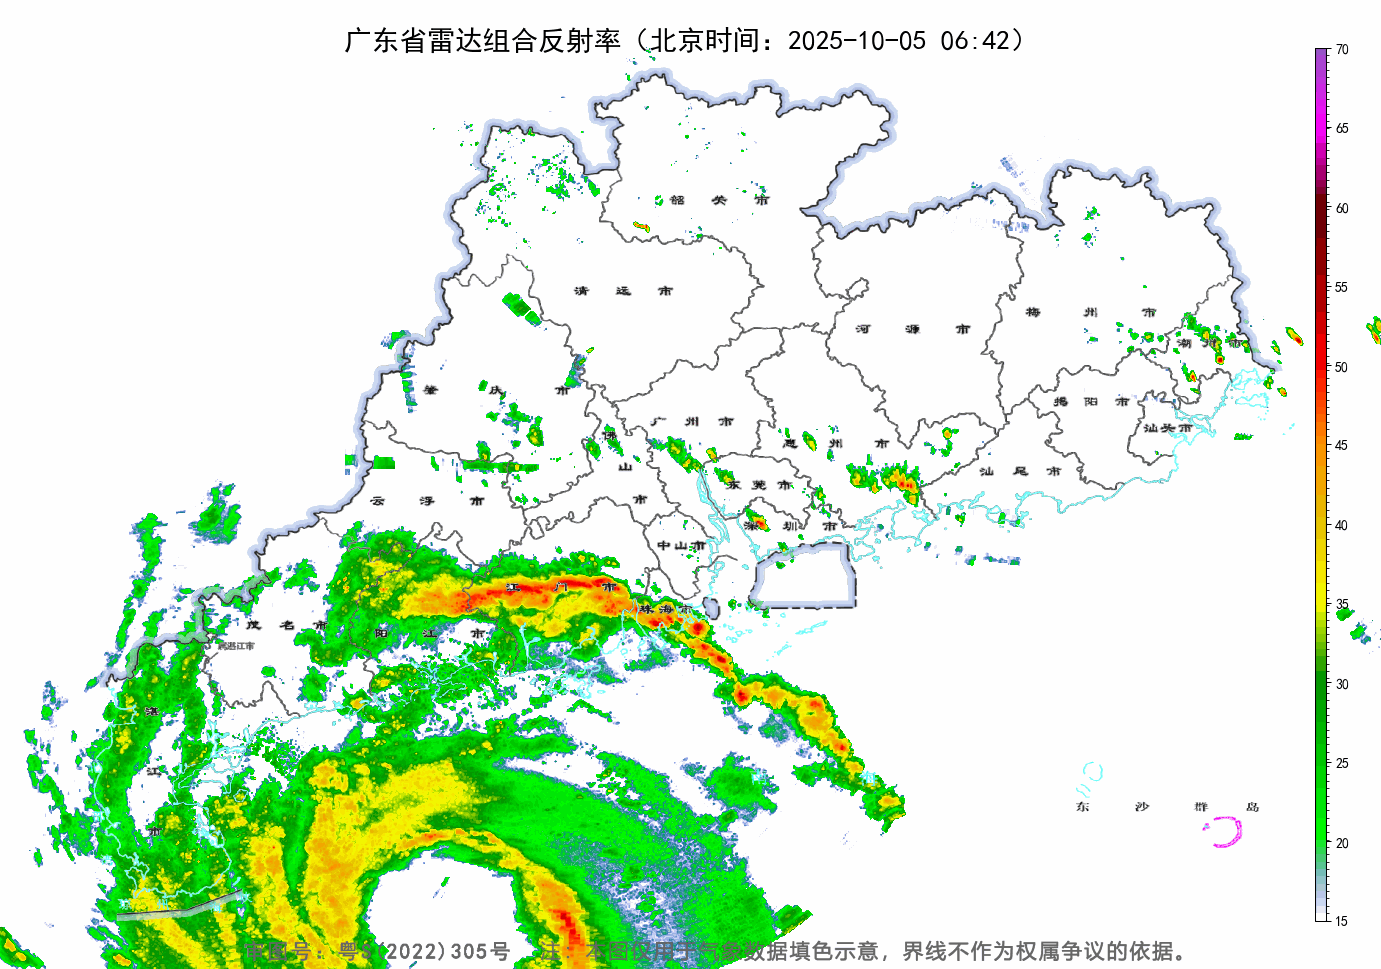 广东省雷达组合反射率（北京时间：2025-10-05 06:42）
70
65
60
55
50
45
40
35
30
25
20
15
韶关市
清远市
河源市
梅州市
潮州市
肇庆市
广州市
惠州市
揭阳市
汕头市
佛山市
东莞市
汕尾市
云浮市
深圳市
中山市
江门市
珠海市
茂名市
阳江市
属湛江市
湛江市
东沙群岛
审图号：粤S(2022)305号 注：本图仅用于气象数据填色示意，界线不作为权属争议的依据。